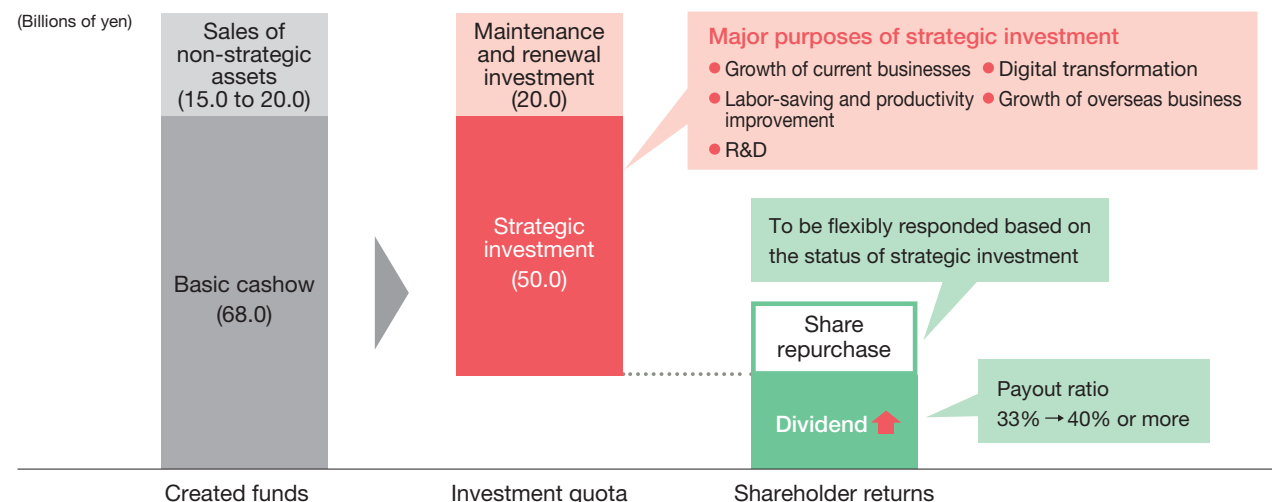 (Billions of yen)
Sales of
non-strategic
assets
(15.0 to 20.0)
Basic cashow
(68.0)
Created funds
Maintenance
and renewal
investment
(20.0)
Strategic
investment
(50.0)
Investment quota
Major purposes of strategic investment
● Growth of current businesses ● Digital transformation
● Labor-saving and productivity ● Growth of overseas business
improvement
● R&D
To be flexibly responded based on
the status of strategic investment
Share
repurchase
Dividend
Payout ratio
33% → 40% or more
Shareholder returns